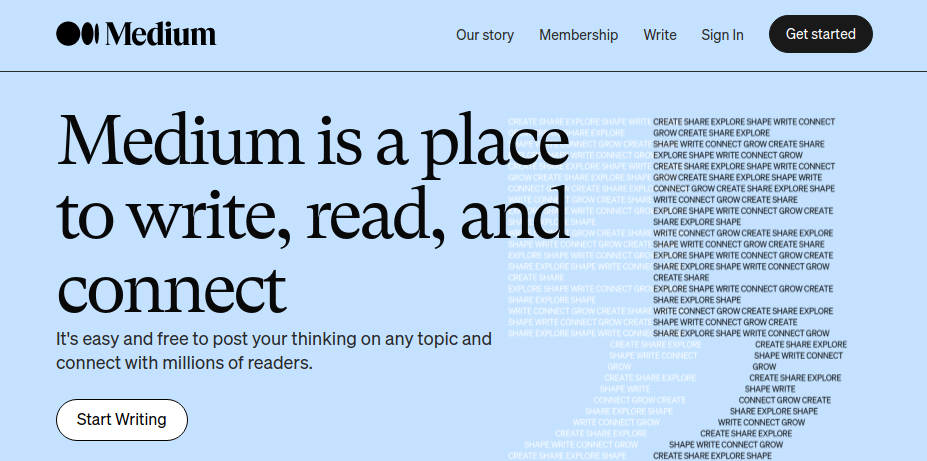 Medium
Our story
Membership
Write
Sign In
Get started
Medium is a place
to write, read, and
connect
It's easy and free to post your thinking on any topic and
connect with millions of readers.
Start Writing
CREATE SHARE EXPLORE SHAPE WRITE CONNECT
GROW CREATE SHARE EXPLORE
SHAPE WRITE CONNECT GROW CREATE SHARE
EXPLORE SHAPE WRITE CONNECT GROW
CREATE SHARE EXPLORE SHAPE WRITE CONNECT
GROW CREATE SHARE EXPLORE SHAPE WRITE
CONNECT GROW CREATE SHARE EXPLORE SHAPE
WRITE CONNECT GROW CREATE SHARE
EXPLORE SHAPE WRITE CONNECT GROW CREATE
SHARE EXPLORE SHAPE
WRITE CONNECT GROW CREATE SHARE EXPLORE
SHAPE WRITE CONNECT GROW CREATE SHARE
EXPLORE SHAPE WRITE CONNECT GROW CREATE
SHARE EXPLORE SHAPE WRITE CONNECT GROW
CREATE SHARE
EXPLORE SHAPE WRITE CONNECT GROW CREATE
SHARE EXPLORE SHAPE
WRITE CONNECT GROW CREATE SHARE EXPLORE
SHAPE WRITE CONNECT GROW CREATE
SHARE EXPLORE SHAPE WRITE CONNECT GROW
CREATE SHARE EXPLORE
SHAPE WRITE CONNECT
GROW
CREATE SHARE EXPLORE
SHAPE WRITE
CONNECT GROW CREATE
SHARE EXPLORE SHAPE
WRITE CONNECT GROW
CREATE SHARE EXPLORE
SHAPE WRITE CONNECT GROW
CREATE SHARE EXPLORE SHAPE